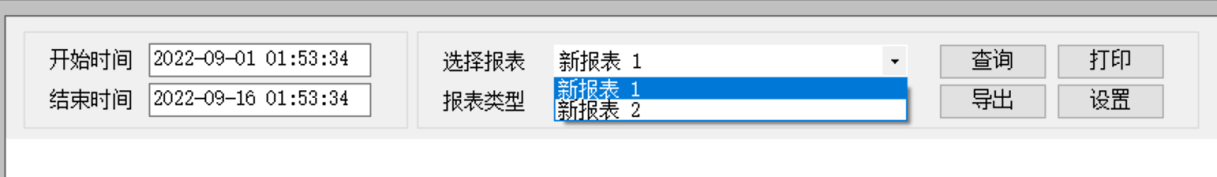 开始时间 2022-09-01 01:53:34 选择报表 新报表 1 查询 打印
新报表 1
结束时间 2022-09-16 01:53:34 报表类型 新报表 2 导出 设置